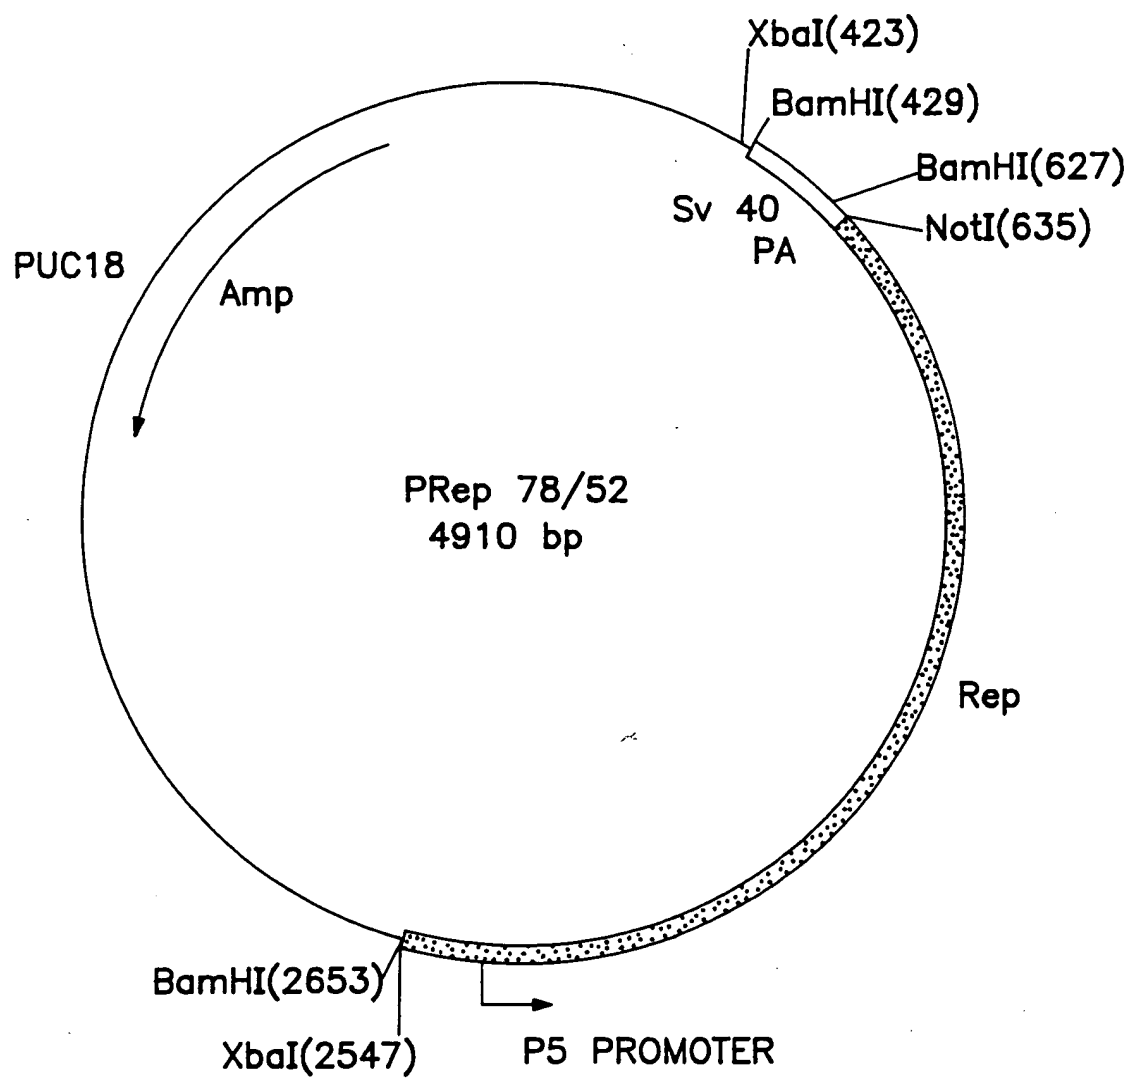 XbaI(423)
BamHI(429)
BamHI(627)
Sv 40
PA
NotI(635)
PUC18
Amp
PRep 78/52
4910 bp
Rep
BamHI(2653)
XbaI(2547)
P5 PROMOTER